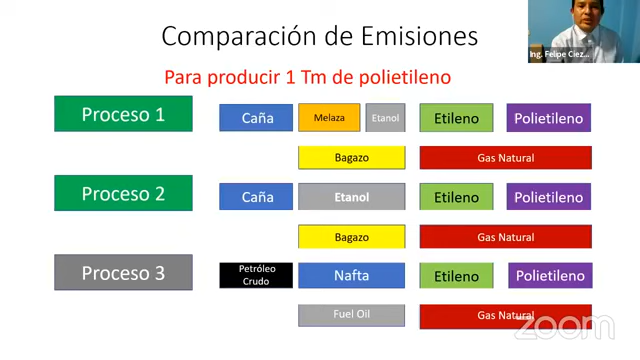 Comparación de Emisiones
Ing. Felipe Ciez...
Para producir 1 Tm de polietileno
Proceso 1
Caña
Melaza
Etanol
Etileno
Polietileno
Bagazo
Gas Natural
Proceso 2
Caña
Etanol
Etileno
Polietileno
Bagazo
Gas Natural
Proceso 3
Petróleo
Crudo
Nafta
Etileno
Polietileno
Fuel Oil
Gas Natural
zoom